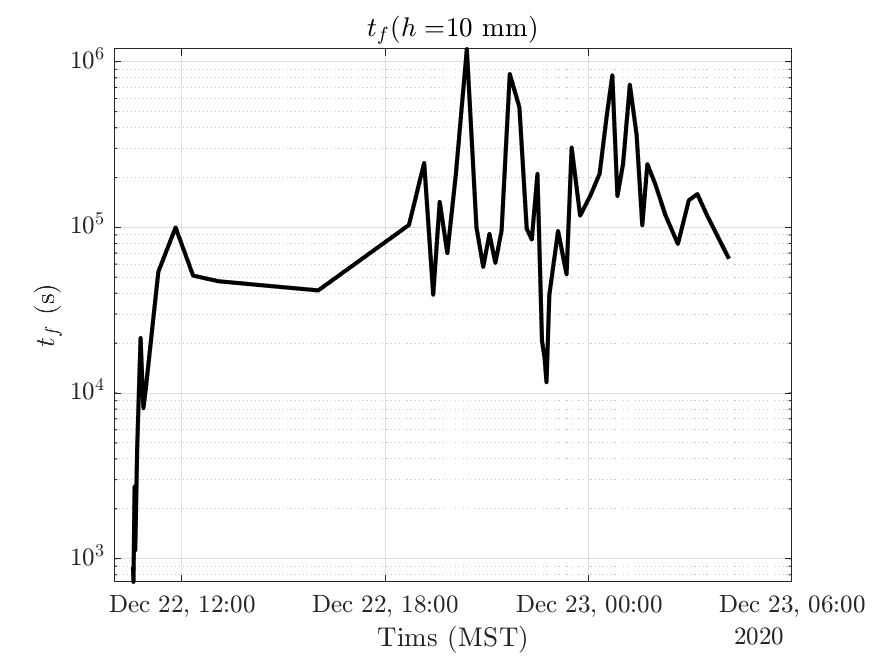 t_f(h =10 mm)
10^6
10^5
10^4
10^3
t_f (s)
Dec 22, 12:00 Dec 22, 18:00 Dec 23, 00:00 Dec 23, 06:00
Tims (MST) 2020